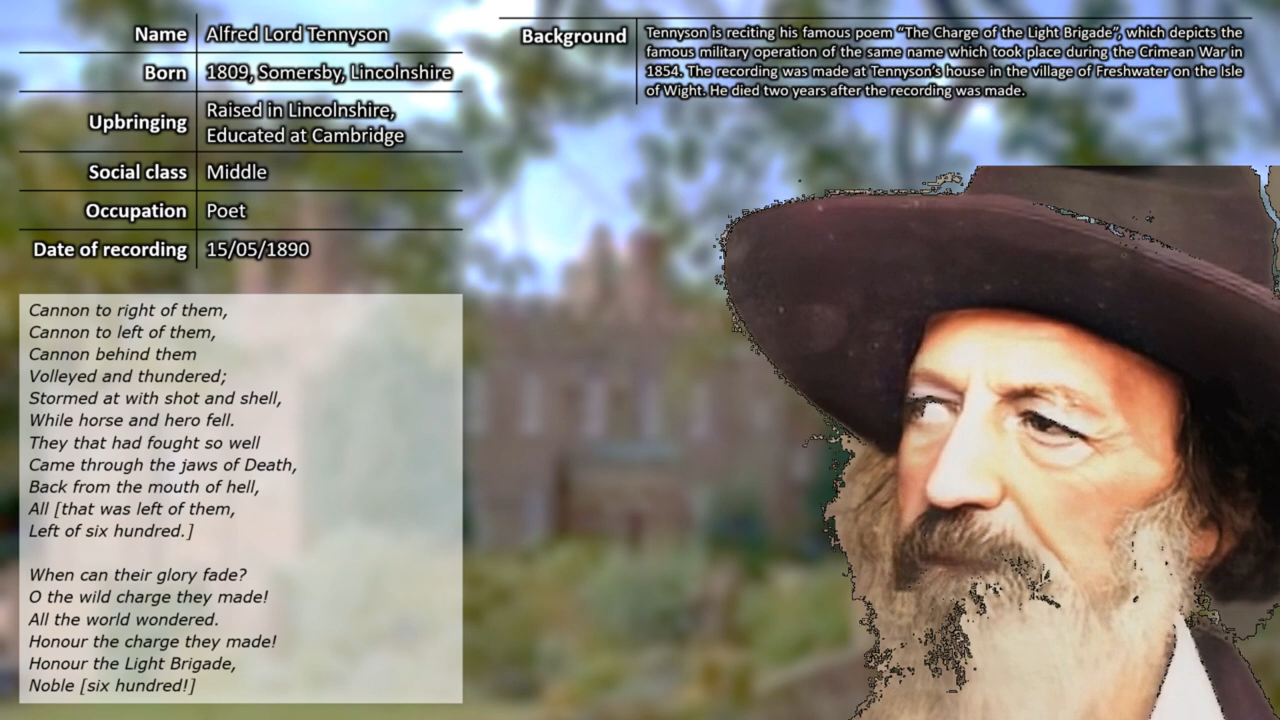 Name Alfred Lord Tennyson
Born 1809, Somersby, Lincolnshire
Upbringing Raised in Lincolnshire,
Educated at Cambridge
Social class Middle
Occupation Poet
Date of recording 15/05/1890
Background Tennyson is reciting his famous poem “The Charge of the Light Brigade”, which depicts the
famous military operation of the same name which took place during the Crimean War in
1854. The recording was made at Tennyson’s house in the village of Freshwater on the Isle
of Wight. He died two years after the recording was made.
Cannon to right of them,
Cannon to left of them,
Cannon behind them
Volleyed and thundered;
Stormed at with shot and shell,
While horse and hero fell.
They that had fought so well
Came through the jaws of Death,
Back from the mouth of hell,
All [that was left of them,
Left of six hundred.]
When can their glory fade?
O the wild charge they made!
All the world wondered.
Honour the charge they made!
Honour the Light Brigade,
Noble [six hundred!]